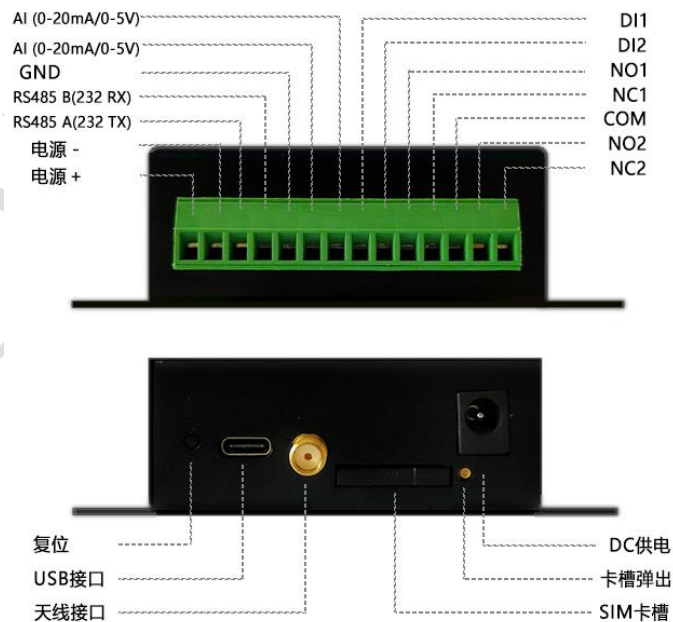 AI (0-20mA/0-5V)
AI (0-20mA/0-5V)
GND
RS485 B(232 RX)
RS485 A(232 TX)
电源 -
电源 +
DI1
DI2
NO1
NC1
COM
NO2
NC2
复位
USB接口
天线接口
DC供电
卡槽弹出
SIM卡槽